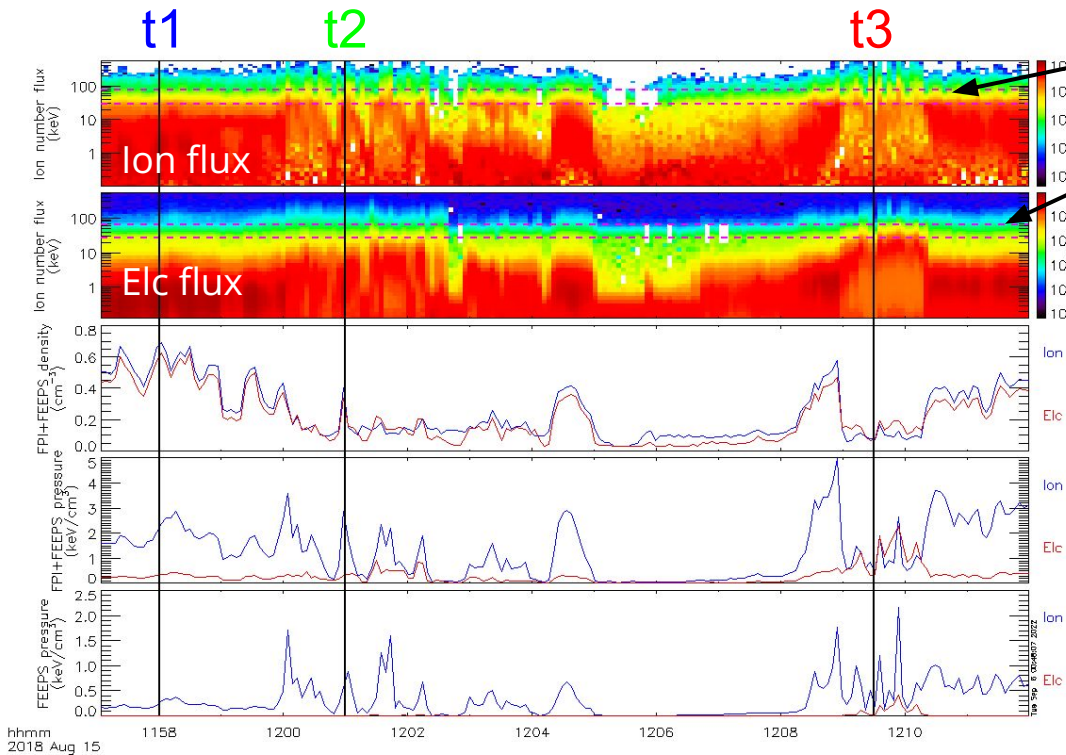 t1 t2 t3
Ion number flux
(keV)
100
10
1
Ion flux
Ion number flux
(keV)
100
10
1
Elc flux
FPI+FEEPS density
(cm⁻³)
0.8
0.6
0.4
0.2
0.0
Ion
Elc
FPI+FEEPS pressure
(keV/cm³)
5
4
3
2
1
0
Ion
Elc
FEEPS pressure
(keV/cm³)
2.5
2.0
1.5
1.0
0.5
0.0
Ion
Elc
hhmm 1158 1200 1202 1204 1206 1208 1210
2018 Aug 15